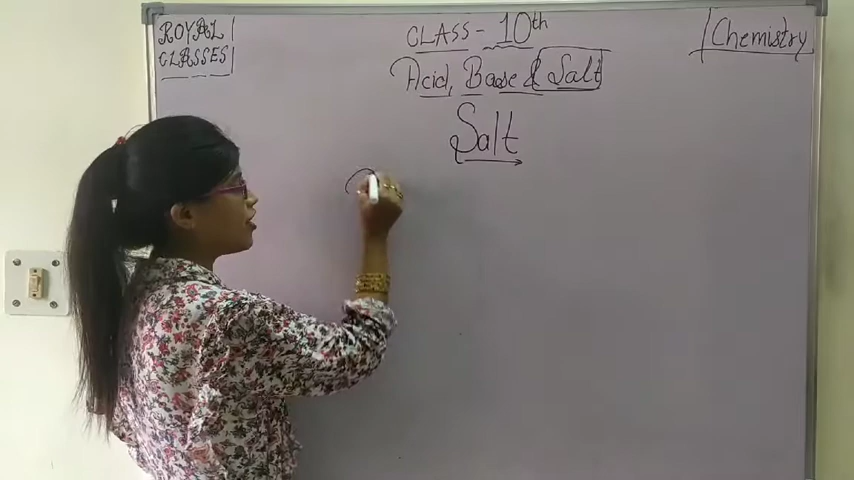 ROYAL
CLASSES
CLASS - 10th
Acid, Base & Salt
Chemistry
Salt